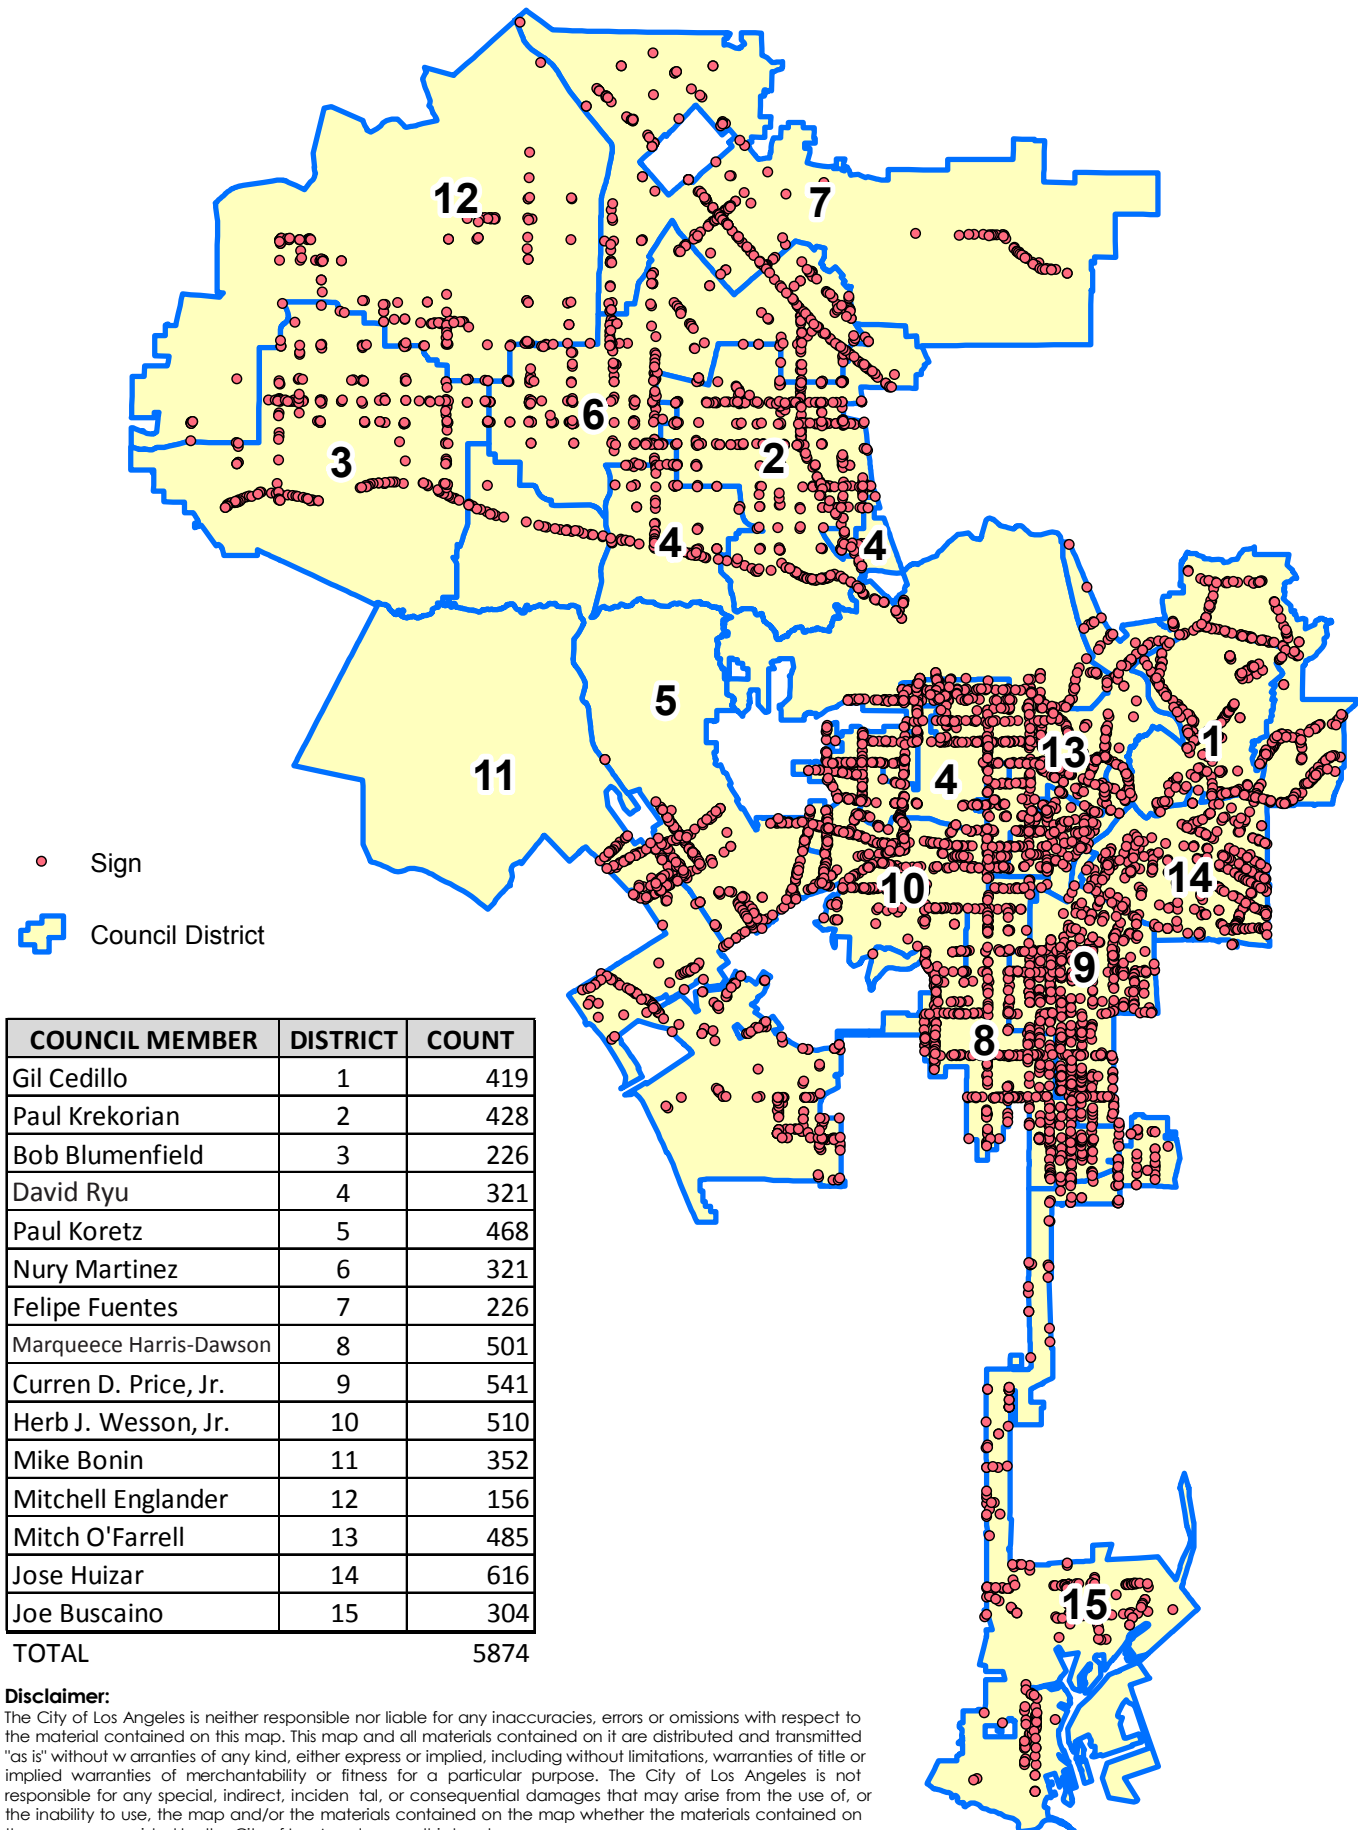 12
7
6
3
2
4
4
5
11
13
1
4
14
10
9
8
15
Sign
Council District
COUNCIL MEMBER DISTRICT COUNT
Gil Cedillo 1 419
Paul Krekorian 2 428
Bob Blumenfield 3 226
David Ryu 4 321
Paul Koretz 5 468
Nury Martinez 6 321
Felipe Fuentes 7 226
Marqueece Harris-Dawson 8 501
Curren D. Price, Jr. 9 541
Herb J. Wesson, Jr. 10 510
Mike Bonin 11 352
Mitchell Englander 12 156
Mitch O'Farrell 13 485
Jose Huizar 14 616
Joe Buscaino 15 304
TOTAL 5874
Disclaimer:
The City of Los Angeles is neither responsible nor liable for any inaccuracies, errors or omissions with respect to
the material contained on this map. This map and all materials contained on it are distributed and transmitted
"as is" without w arranties of any kind, either express or implied, including without limitations, warranties of title or
implied warranties of merchantability or fitness for a particular purpose. The City of Los Angeles is not
responsible for any special, indirect, inciden tal, or consequential damages that may arise from the use of, or
the inability to use, the map and/or the materials contained on the map whether the materials contained on